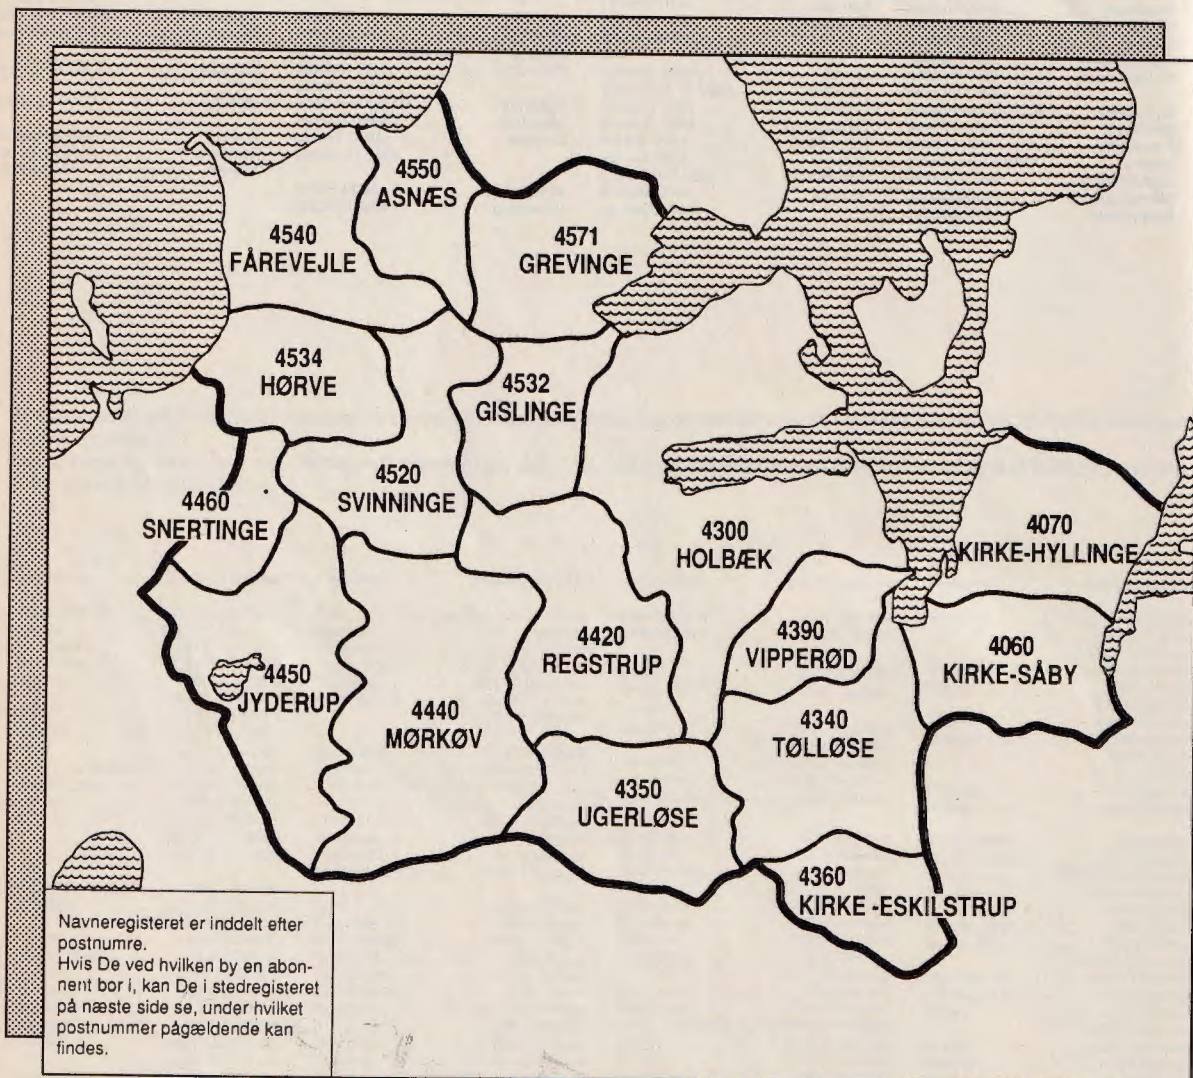 4550
ASNÆS
4540
FÅREVEJLE
4571
GREVINGE
4534
HØRVE
4532
GISLINGE
4460
SNERTINGE
4520
SVINNINGE
4300
HOLBÆK
4070
KIRKE-HYLLINGE
4420
REGSTRUP
4390
VIPPERØD
4060
KIRKE-SÅBY
4450
JYDERUP
4440
MØRKØV
4340
TØLLØSE
4350
UGERLØSE
4360
KIRKE -ESKILSTRUP
Navneregisteret er inddelt efter
postnumre.
Hvis De ved hvilken by en abon-
nent bor i, kan De i stedregisteret
på næste side se, under hvilket
postnummer pågældende kan
findes.